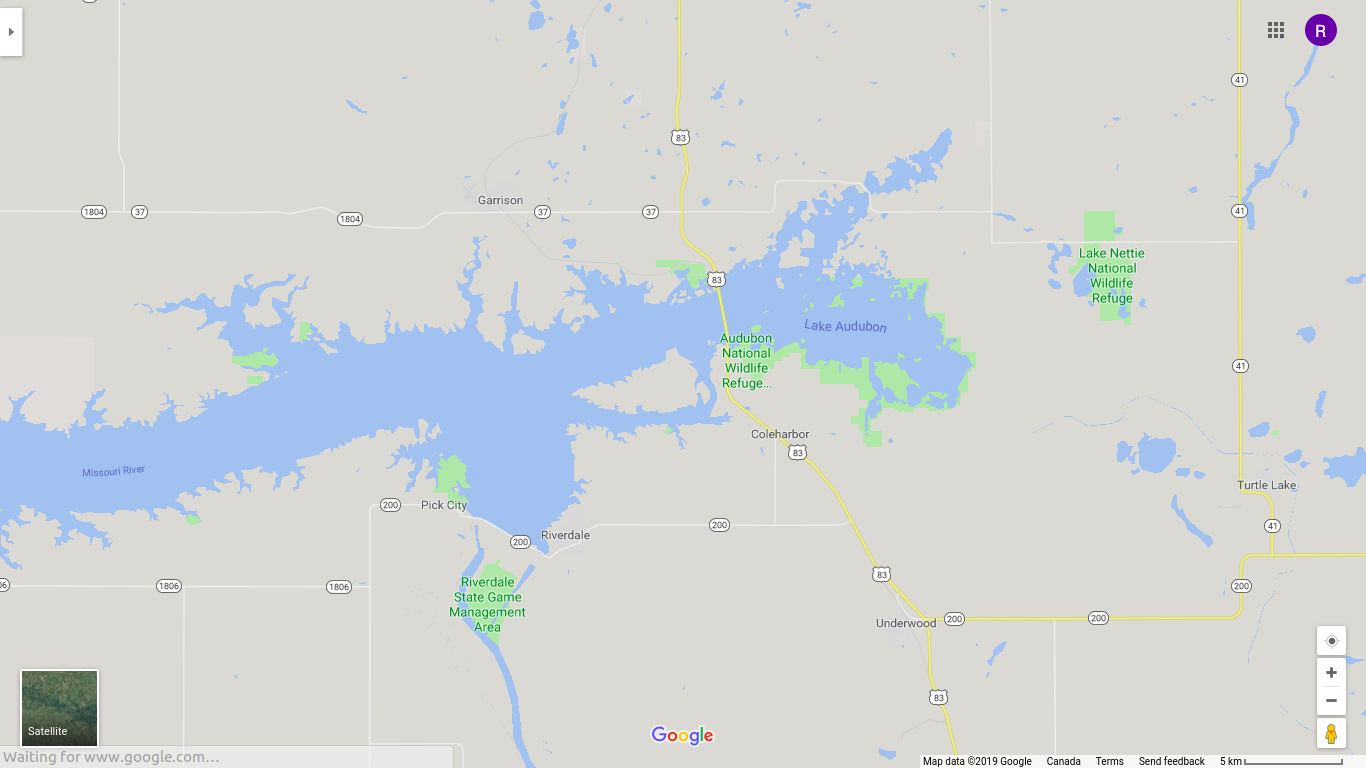 R
41
83
Garrison
1804
37
1804
37
37
41
Lake Nettie
National
Wildlife
Refuge
83
Lake Audubon
Audubon
National
Wildlife
Refuge...
41
Coleharbor
83
Missouri River
Turtle Lake
200
Pick City
200
41
Riverdale
200
83
06
1806
1806
200
Riverdale
State Game
Management
Area
Underwood
200
200
83
Satellite
Google
Waiting for www.google.com...
Map data ©2019 Google Canada Terms Send feedback 5 km